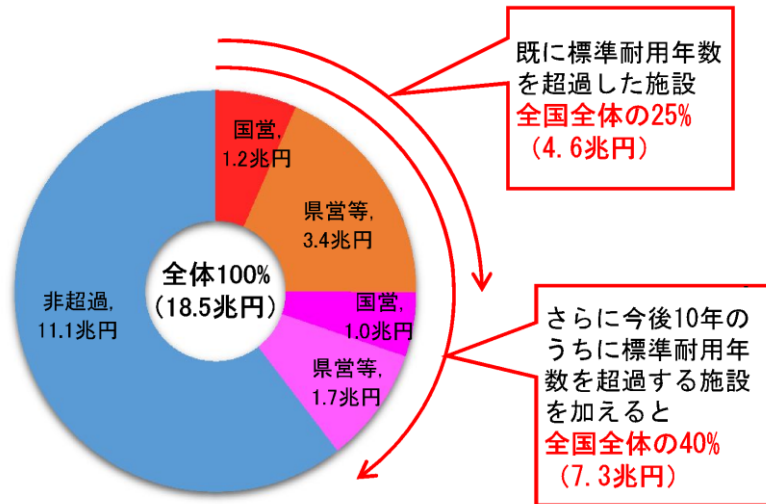 国営,
1.2兆円
県営等,
3.4兆円
国営,
1.0兆円
県営等,
1.7兆円
非超過,
11.1兆円
全体100%
(18.5兆円)
既に標準耐用年数
を超過した施設
全国全体の25%
(4.6兆円)
さらに今後10年の
うちに標準耐用年
数を超過する施設
を加えると
全国全体の40%
(7.3兆円)